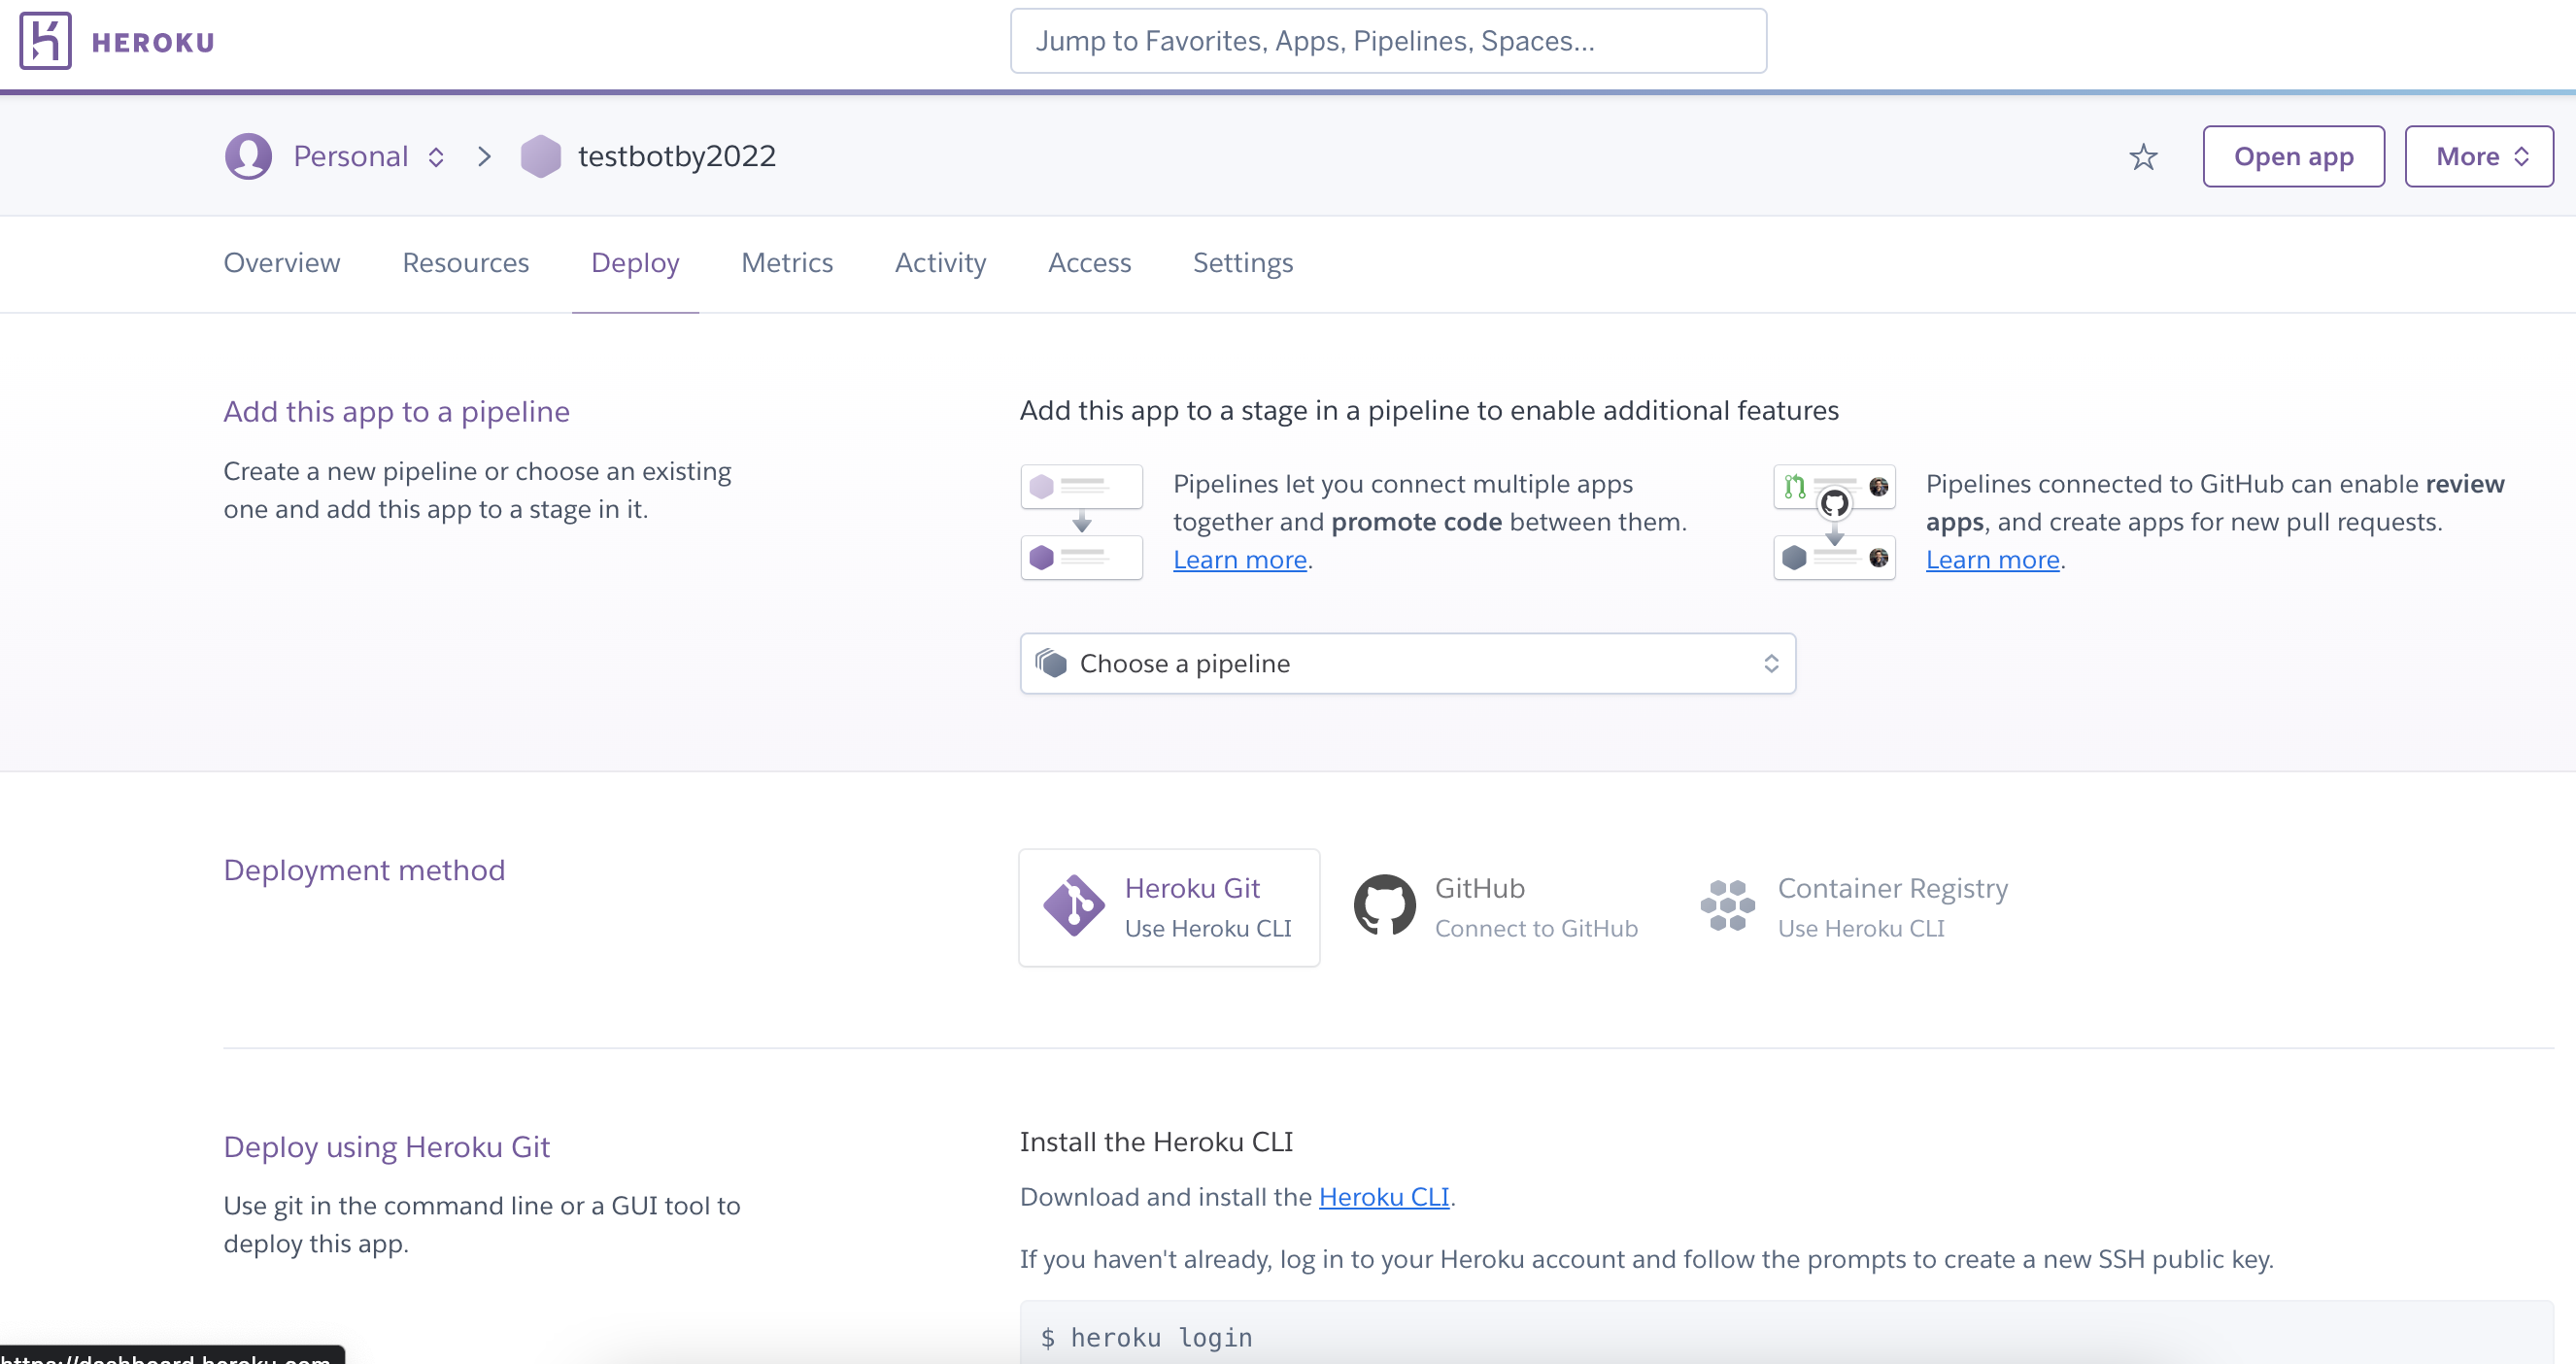 HEROKU
Jump to Favorites, Apps, Pipelines, Spaces...
Personal
testbotby2022
Open app
More
Overview
Resources
Deploy
Metrics
Activity
Access
Settings
Add this app to a pipeline
Create a new pipeline or choose an existing
one and add this app to a stage in it.
Add this app to a stage in a pipeline to enable additional features
Pipelines let you connect multiple apps
together and promote code between them.
Learn more.
Pipelines connected to GitHub can enable review
apps, and create apps for new pull requests.
Learn more.
Choose a pipeline
Deployment method
Heroku Git
Use Heroku CLI
GitHub
Connect to GitHub
Container Registry
Use Heroku CLI
Deploy using Heroku Git
Use git in the command line or a GUI tool to
deploy this app.
Install the Heroku CLI
Download and install the Heroku CLI.
If you haven't already, log in to your Heroku account and follow the prompts to create a new SSH public key.
$ heroku login
https://dashboard.heroku.com